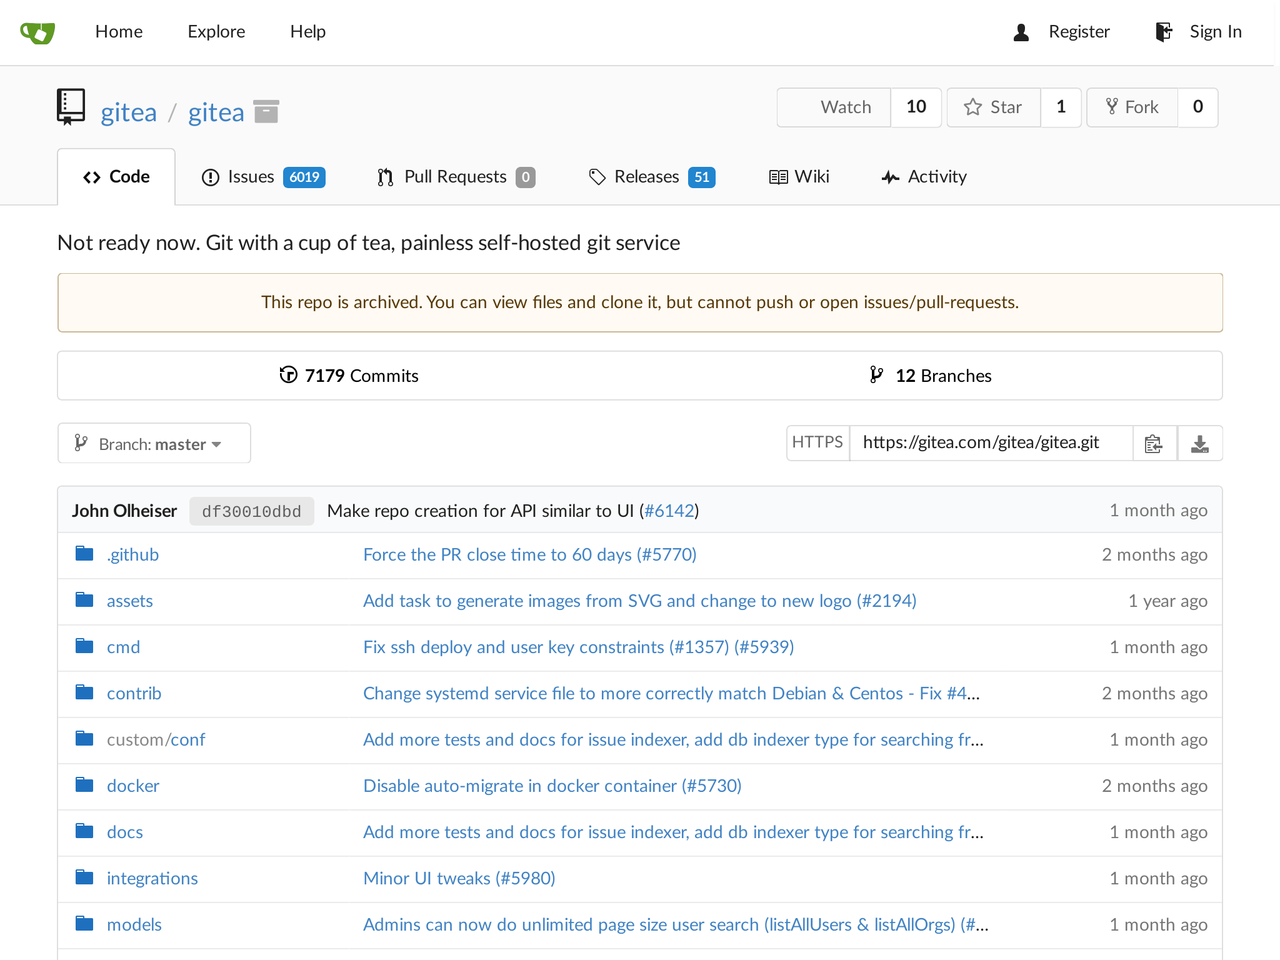 Home Explore Help Register Sign In
gitea / gitea Watch 10 Star 1 Fork 0
Code Issues 6019 Pull Requests 0 Releases 51 Wiki Activity
Not ready now. Git with a cup of tea, painless self-hosted git service
This repo is archived. You can view files and clone it, but cannot push or open issues/pull-requests.
7179 Commits 12 Branches
Branch: master HTTPS https://gitea.com/gitea/gitea.git
John Olheiser df30010dbd Make repo creation for API similar to UI (#6142) 1 month ago
.github Force the PR close time to 60 days (#5770) 2 months ago
assets Add task to generate images from SVG and change to new logo (#2194) 1 year ago
cmd Fix ssh deploy and user key constraints (#1357) (#5939) 1 month ago
contrib Change systemd service file to more correctly match Debian & Centos - Fix #4... 2 months ago
custom/conf Add more tests and docs for issue indexer, add db indexer type for searching fr... 1 month ago
docker Disable auto-migrate in docker container (#5730) 2 months ago
docs Add more tests and docs for issue indexer, add db indexer type for searching fr... 1 month ago
integrations Minor UI tweaks (#5980) 1 month ago
models Admins can now do unlimited page size user search (listAllUsers & listAllOrgs) (#... 1 month ago